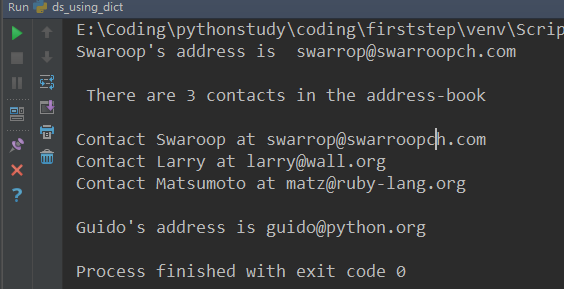 Run ds_using_dict
E:\Coding\pythonstudy\coding\firststep\venv\Scrip
Swaroop's address is  swarrop@swarroopch.com
There are 3 contacts in the address-book
Contact Swaroop at swarrop@swarroopch.com
Contact Larry at larry@wall.org
Contact Matsumoto at matz@ruby-lang.org
Guido's address is guido@python.org
Process finished with exit code 0